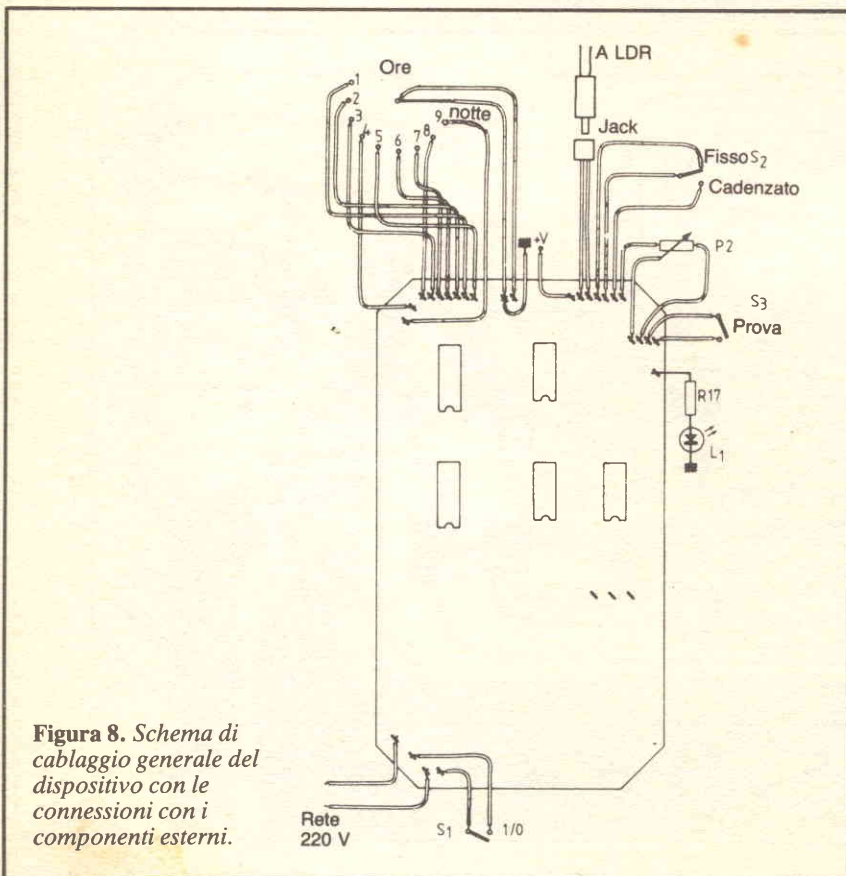 A LDR
Ore
1
2
3
4
5
6
7
8
9
notte
Jack
Fisso S2
Cadenzato
+V
P2
S3
Prova
R17
L1
Figura 8. Schema di
cablaggio generale del
dispositivo con le
connessioni con i
componenti esterni.
Rete
220 V
S1
1/0